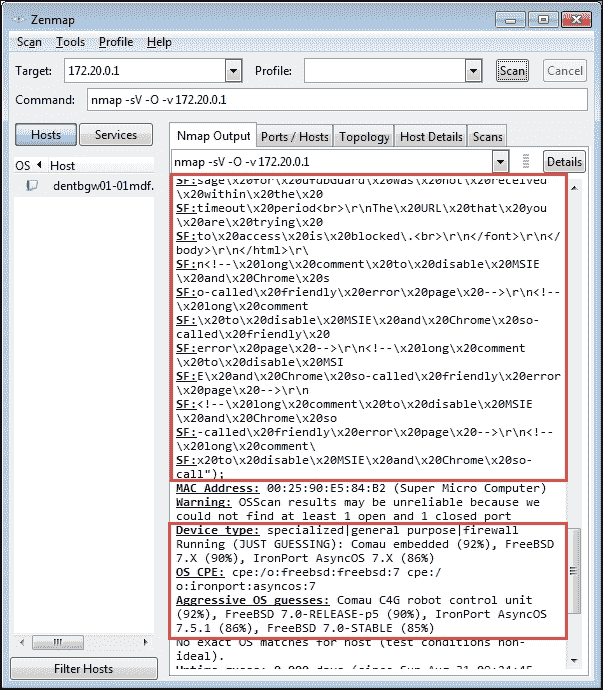 Zenmap
Scan Tools Profile Help
Target: 172.20.0.1 Profile: Scan Cancel
Command: nmap -sV -O -v 172.20.0.1
Hosts Services
OS Host
dentbgw01-01mdf.
Filter Hosts
Nmap Output Ports / Hosts Topology Host Details Scans
nmap -sV -O -v 172.20.0.1 Details
SF:sage\x20for\x20ufdbGuard\x20was\x20not\x20received
\x20within\x20the\x20
SF:timeout\x20period<br>\r\nThe\x20URL\x20that\x20you
\x20are\x20trying\x20
SF:to\x20access\x20is\x20blocked\.<br>\r\n</font>\r\n</
body>\r\n</html>\r\
SF:n<!--\x20long\x20comment\x20to\x20disable\x20MSIE
\x20and\x20Chrome\x20s
SF:o-called\x20friendly\x20error\x20page\x20-->\r\n<!--
\x20long\x20comment
SF:\x20to\x20disable\x20MSIE\x20and\x20Chrome\x20so-
called\x20friendly\x20
SF:error\x20page\x20-->\r\n<!--\x20long\x20comment
\x20to\x20disable\x20MSI
SF:E\x20and\x20Chrome\x20so-called\x20friendly\x20error
\x20page\x20-->\r\n
SF:<!--\x20long\x20comment\x20to\x20disable\x20MSIE
\x20and\x20Chrome\x20so
SF:-called\x20friendly\x20error\x20page\x20-->\r\n<!--
\x20long\x20comment\
SF:x20to\x20disable\x20MSIE\x20and\x20Chrome\x20so-
call");
MAC Address: 00:25:90:E5:84:B2 (Super Micro Computer)
Warning: OSScan results may be unreliable because we
could not find at least 1 open and 1 closed port
Device type: specialized|general purpose|firewall
Running (JUST GUESSING): Comau embedded (92%), FreeBSD
7.X (90%), IronPort AsyncOS 7.X (86%)
OS CPE: cpe:/o:freebsd:freebsd:7 cpe:/
o:ironport:asyncos:7
Aggressive OS guesses: Comau C4G robot control unit
(92%), FreeBSD 7.0-RELEASE-p5 (90%), IronPort AsyncOS
7.5.1 (86%), FreeBSD 7.0-STABLE (85%)
No exact OS matches for host (test conditions non-
ideal).